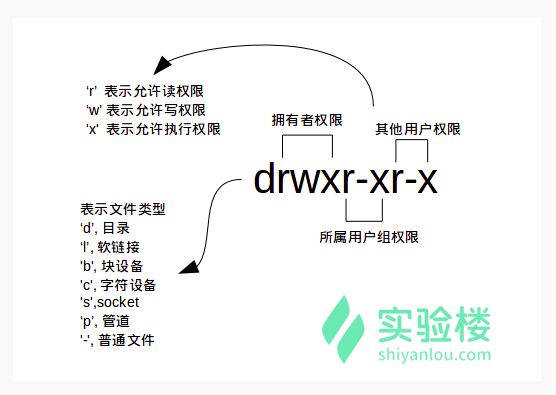 ‘r’ 表示允许读权限
‘w’ 表示允许写权限
'x' 表示允许执行权限
拥有者权限
其他用户权限
drwxr-xr-x
所属用户组权限
表示文件类型
‘d’, 目录
‘l’, 软链接
'b', 块设备
'c', 字符设备
's',socket
‘p’, 管道
'-', 普通文件
实验楼
shiyanlou.com